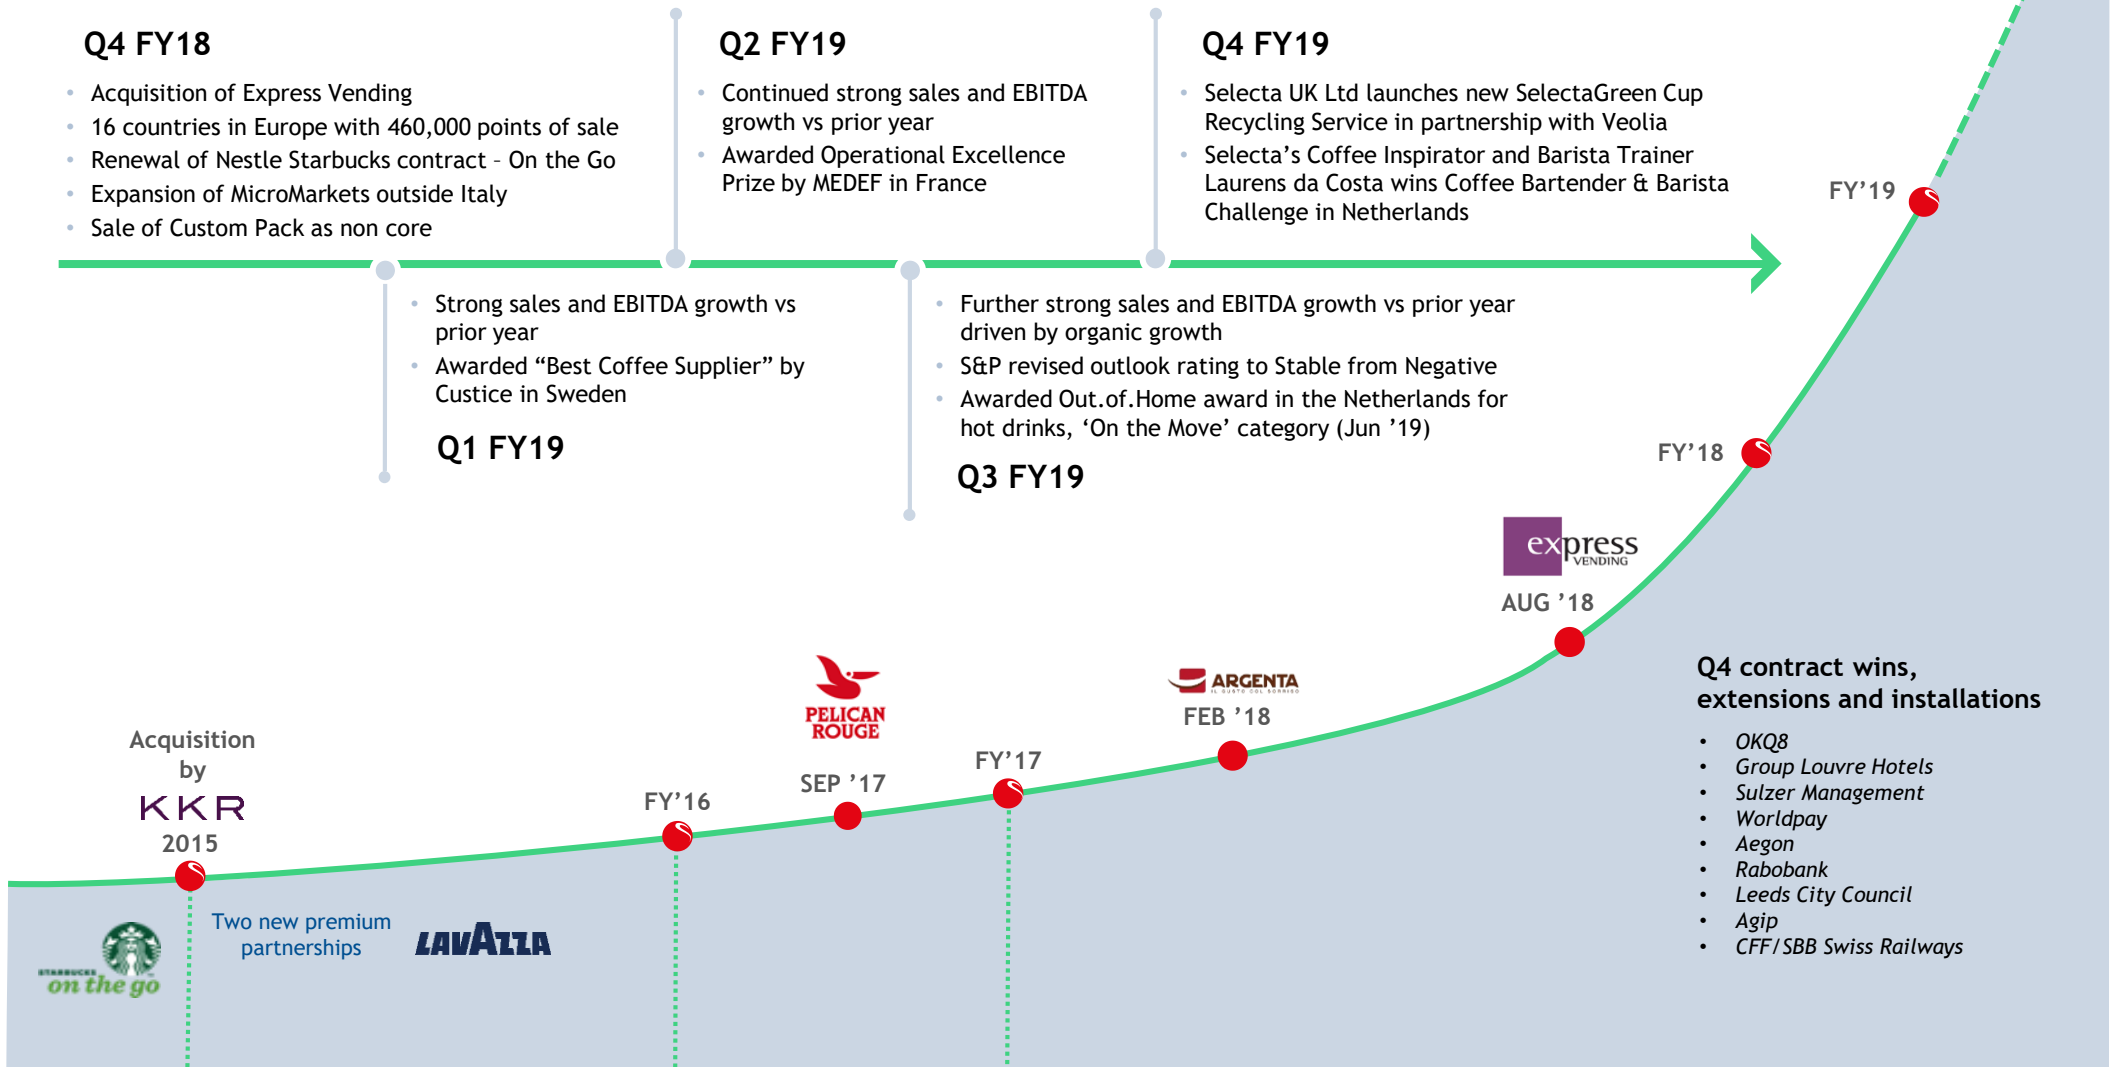 Q4 FY18
• Acquisition of Express Vending
• 16 countries in Europe with 460,000 points of sale
• Renewal of Nestle Starbucks contract – On the Go
• Expansion of MicroMarkets outside Italy
• Sale of Custom Pack as non core
Q2 FY19
• Continued strong sales and EBITDA
growth vs prior year
• Awarded Operational Excellence
Prize by MEDEF in France
Q4 FY19
• Selecta UK Ltd launches new SelectaGreen Cup
Recycling Service in partnership with Veolia
• Selecta’s Coffee Inspirator and Barista Trainer
Laurens da Costa wins Coffee Bartender & Barista
Challenge in Netherlands
• Strong sales and EBITDA growth vs
prior year
• Awarded “Best Coffee Supplier” by
Custice in Sweden
Q1 FY19
• Further strong sales and EBITDA growth vs prior year
driven by organic growth
• S&P revised outlook rating to Stable from Negative
• Awarded Out.of.Home award in the Netherlands for
hot drinks, ‘On the Move’ category (Jun ’19)
Q3 FY19
Acquisition
by
KKR
2015
FY’16
PELICAN
ROUGE
SEP ’17
FY’17
ARGENTA
IL GUSTO COL SORRISO
FEB ’18
express
VENDING
AUG ’18
FY’18
FY’19
STARBUCKS
on the go
Two new premium
partnerships
LAVAZZA
Q4 contract wins,
extensions and installations
• OKQ8
• Group Louvre Hotels
• Sulzer Management
• Worldpay
• Aegon
• Rabobank
• Leeds City Council
• Agip
• CFF/SBB Swiss Railways